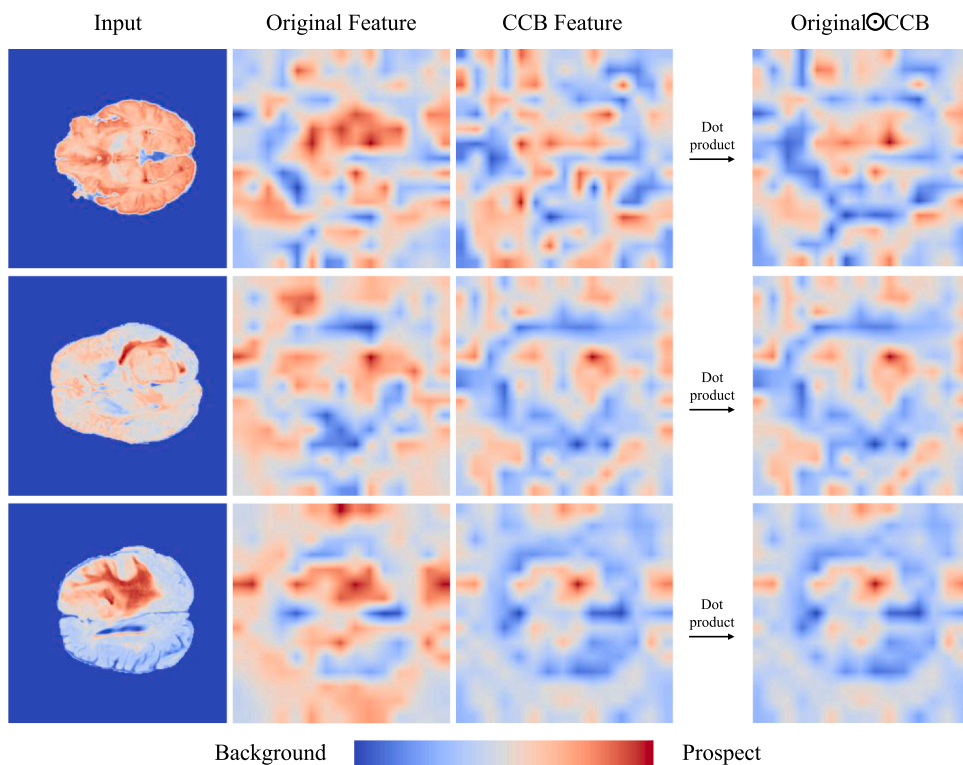 Input Original Feature CCB Feature Original⊙CCB
Dot
product
Dot
product
Dot
product
Background Prospect